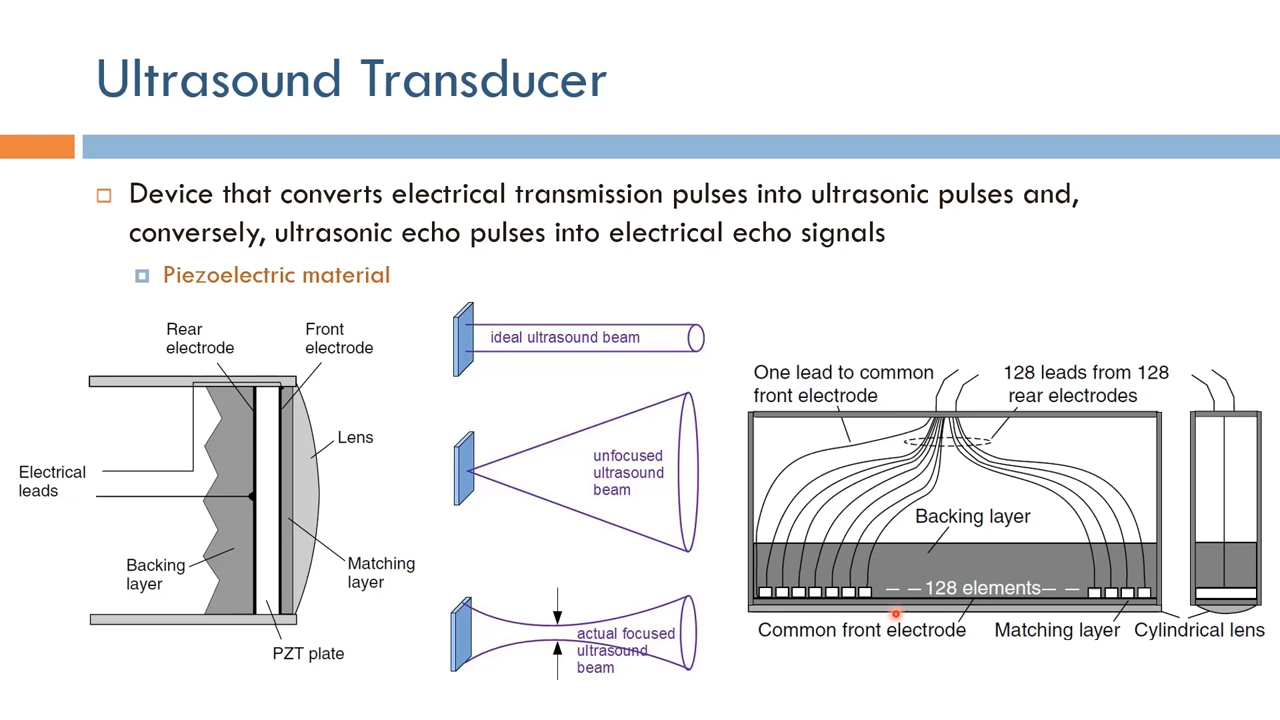 Ultrasound Transducer
Device that converts electrical transmission pulses into ultrasonic pulses and,
conversely, ultrasonic echo pulses into electrical echo signals
Piezoelectric material
Rear
electrode
Front
electrode
Lens
Electrical
leads
Backing
layer
Matching
layer
PZT plate
ideal ultrasound beam
unfocused
ultrasound
beam
actual focused
ultrasound
beam
One lead to common
front electrode
128 leads from 128
rear electrodes
Backing layer
— —128 elements— —
Common front electrode
Matching layer
Cylindrical lens